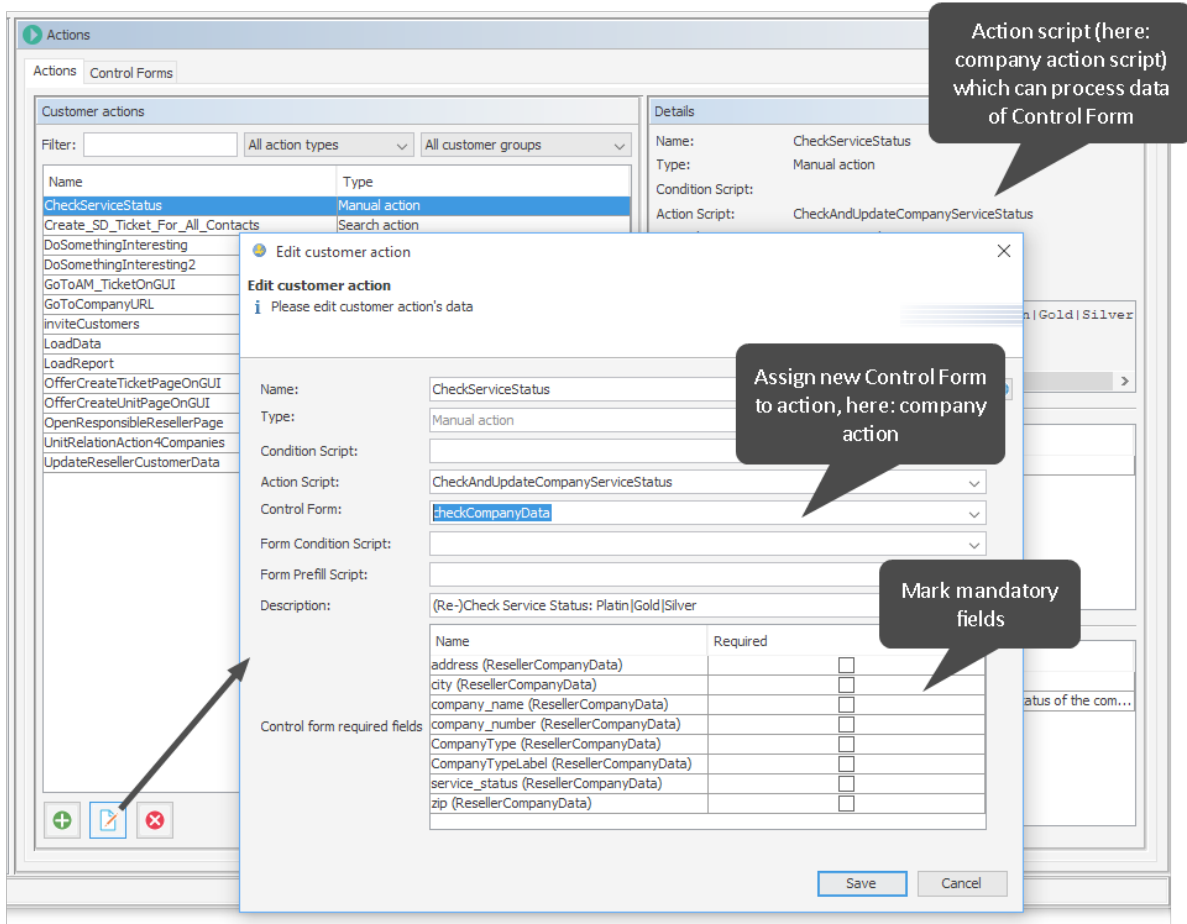 Actions
Actions Control Forms
Customer actions
Filter: All action types All customer groups
Name Type
CheckServiceStatus Manual action
Create_SD_Ticket_For_All_Contacts Search action
DoSomethingInteresting
DoSomethingInteresting2
GoToAM_TicketOnGUI
GoToCompanyURL
inviteCustomers
LoadData
LoadReport
OfferCreateTicketPageOnGUI
OfferCreateUnitPageOnGUI
OpenResponsibleResellerPage
UnitRelationAction4Companies
UpdateResellerCustomerData
Details
Name: CheckServiceStatus
Type: Manual action
Condition Script:
Action Script: CheckAndUpdateCompanyServiceStatus
|Gold|Silver
atus of the com...
Action script (here:
company action script)
which can process data
of Control Form
Edit customer action
Edit customer action
Please edit customer action's data
Name: CheckServiceStatus
Type: Manual action
Condition Script:
Action Script: CheckAndUpdateCompanyServiceStatus
Control Form: checkCompanyData
Form Condition Script:
Form Prefill Script:
Description: (Re-)Check Service Status: Platin|Gold|Silver
Control form required fields
Name Required
address (ResellerCompanyData)
city (ResellerCompanyData)
company_name (ResellerCompanyData)
company_number (ResellerCompanyData)
CompanyType (ResellerCompanyData)
CompanyTypeLabel (ResellerCompanyData)
service_status (ResellerCompanyData)
zip (ResellerCompanyData)
Assign new Control Form
to action, here: company
action
Mark mandatory
fields
Save Cancel